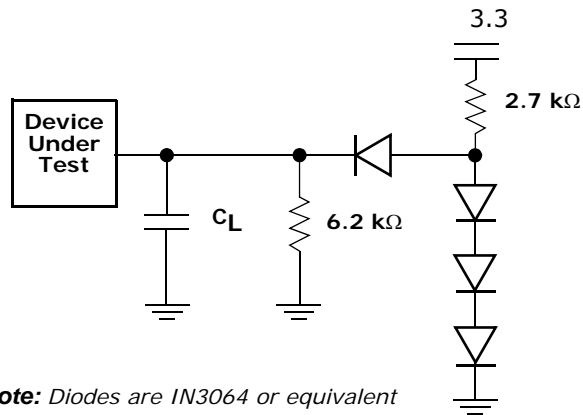 3.3
2.7 kΩ
Device
Under
Test
CL
6.2 kΩ
ote: Diodes are IN3064 or equivalent